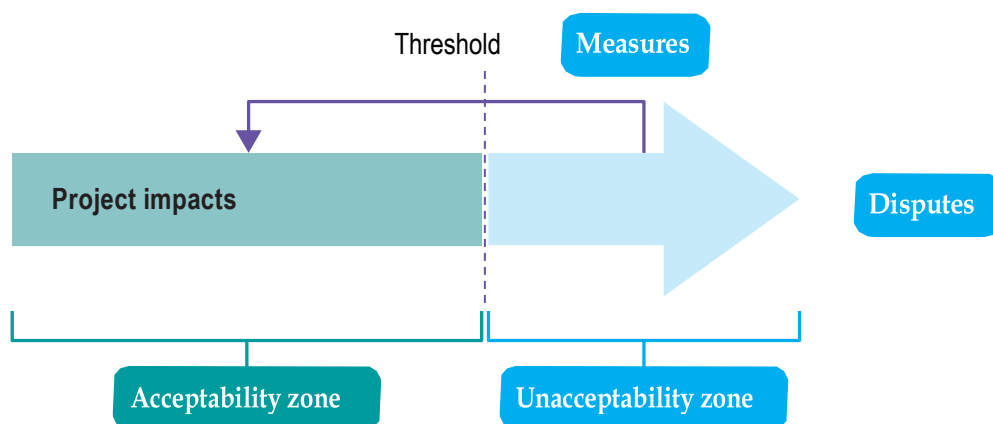 Threshold
Measures
Project impacts
Disputes
Acceptability zone
Unacceptability zone